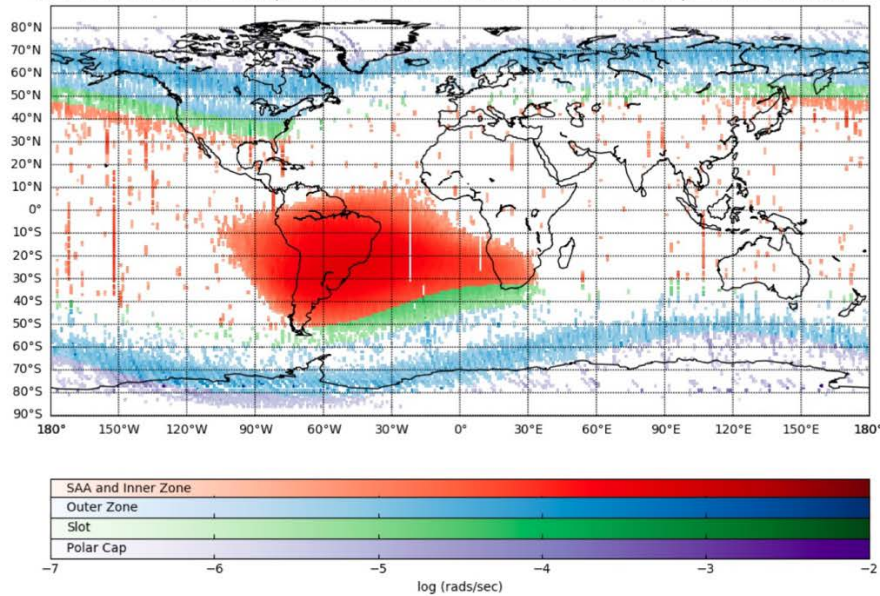 80°N
70°N
60°N
50°N
40°N
30°N
20°N
10°N
0°
10°S
20°S
30°S
40°S
50°S
60°S
70°S
80°S
90°S
180° 150°W 120°W 90°W 60°W 30°W 0° 30°E 60°E 90°E 120°E 150°E 180°
SAA and Inner Zone
Outer Zone
Slot
Polar Cap
−7 −6 −5 −4 −3 −2
log (rads/sec)